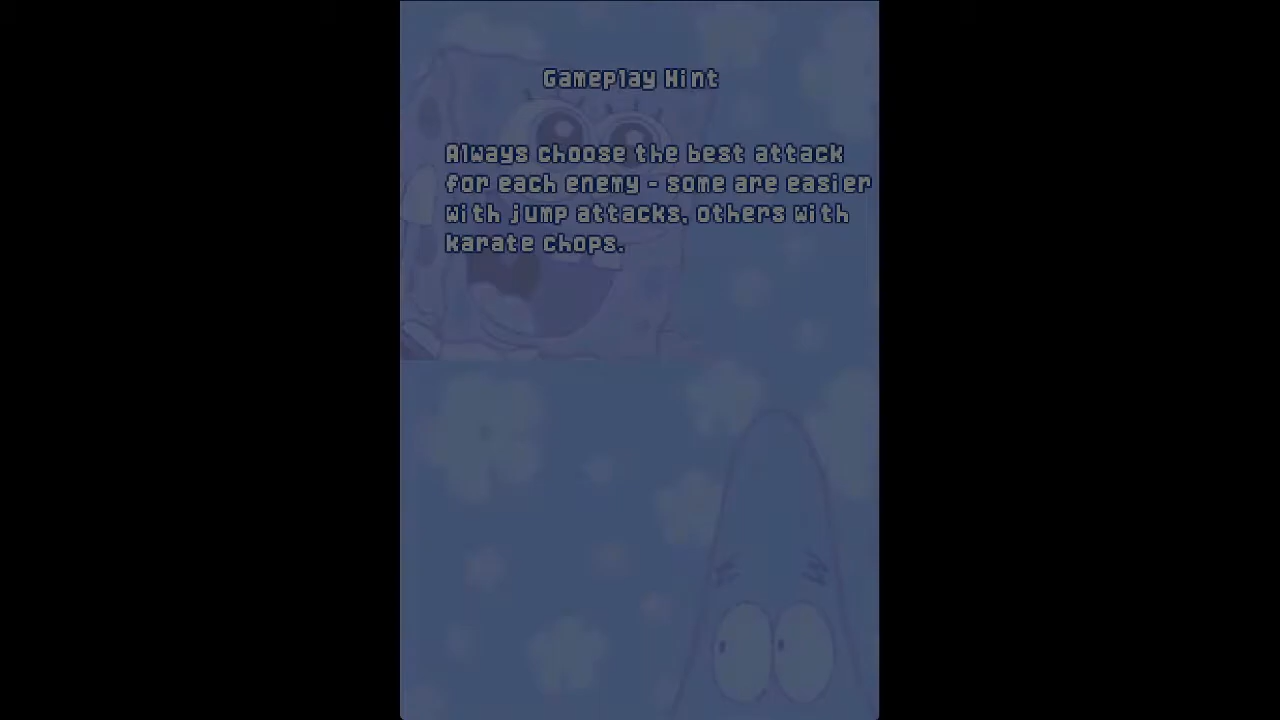 Gameplay Hint
Always choose the best attack
for each enemy - some are easier
with jump attacks, others with
karate chops.